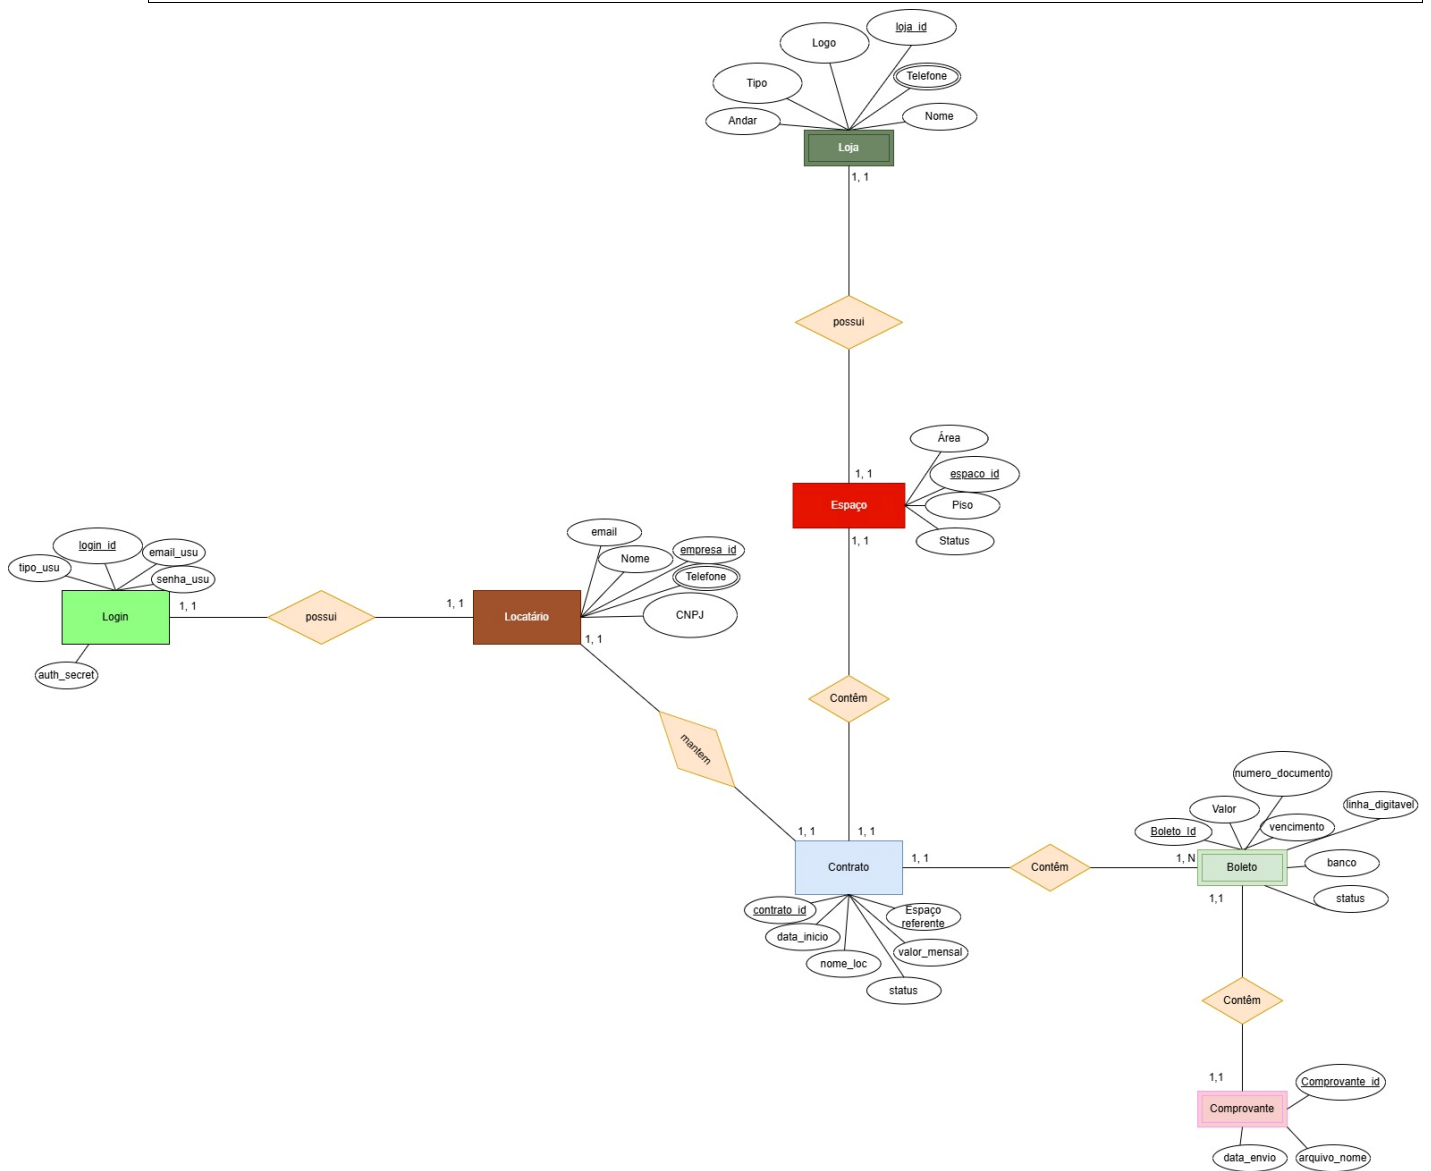 loja_id
Logo
Telefone
Tipo
Nome
Andar
Loja
1, 1
possui
Área
1, 1
espaco_id
Espaço
Piso
1, 1
Status
email
login_id
email_usu
Nome
empresa_id
tipo_usu
senha_usu
Telefone
Login
1, 1
possui
1, 1
Locatário
CNPJ
1, 1
auth_secret
Contêm
mantem
numero_documento
Valor
linha_digitavel
Boleto_Id
vencimento
1, 1
1, 1
Contrato
1, 1
Contêm
1, N
Boleto
banco
1,1
status
contrato_id
Espaço
referente
data_inicio
valor_mensal
nome_loc
status
Contêm
1,1
Comprovante_id
Comprovante
data_envio
arquivo_nome